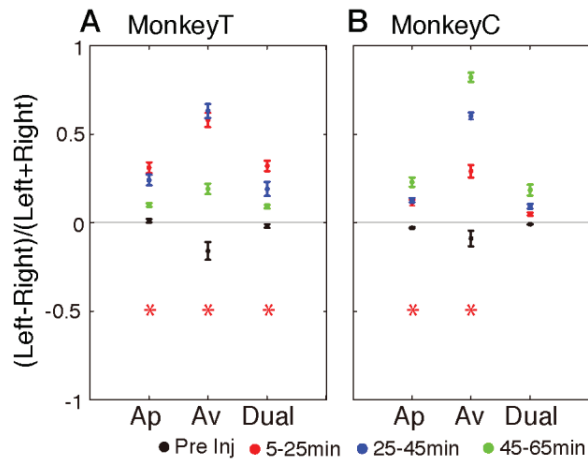 A MonkeyT
B MonkeyC
(Left-Right)/(Left+Right)
1
0.5
0
-0.5
-1
* * *
* *
Ap Av Dual
Ap Av Dual
Pre Inj 5-25min 25-45min 45-65min